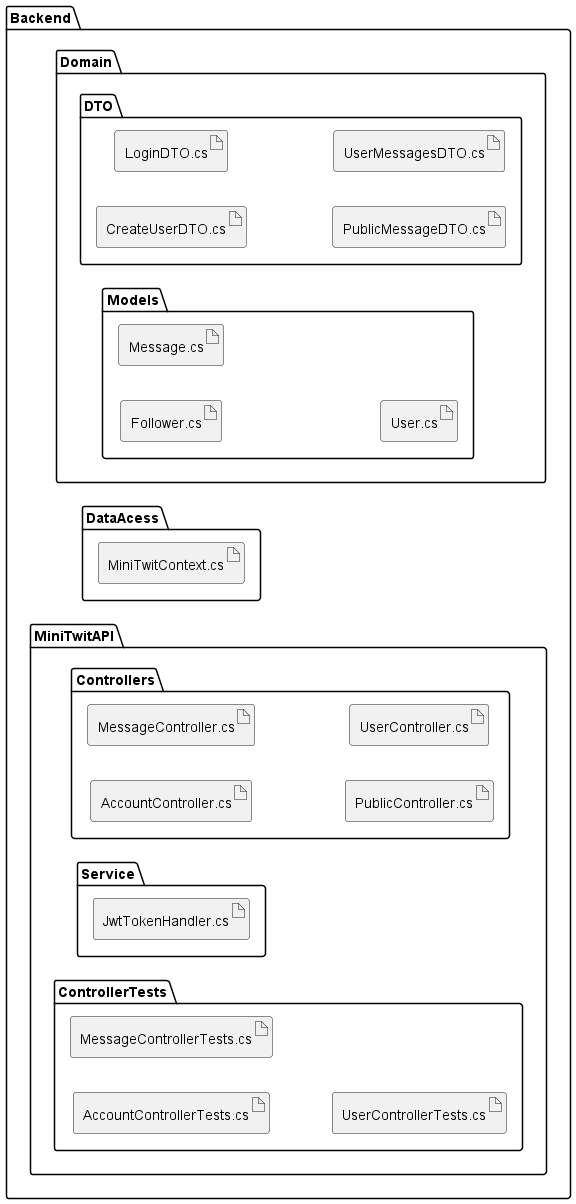 Backend
Domain
DTO
LoginDTO.cs
UserMessagesDTO.cs
CreateUserDTO.cs
PublicMessageDTO.cs
Models
Message.cs
Follower.cs
User.cs
DataAcess
MiniTwitContext.cs
MiniTwitAPI
Controllers
MessageController.cs
UserController.cs
AccountController.cs
PublicController.cs
Service
JwtTokenHandler.cs
ControllerTests
MessageControllerTests.cs
AccountControllerTests.cs
UserControllerTests.cs